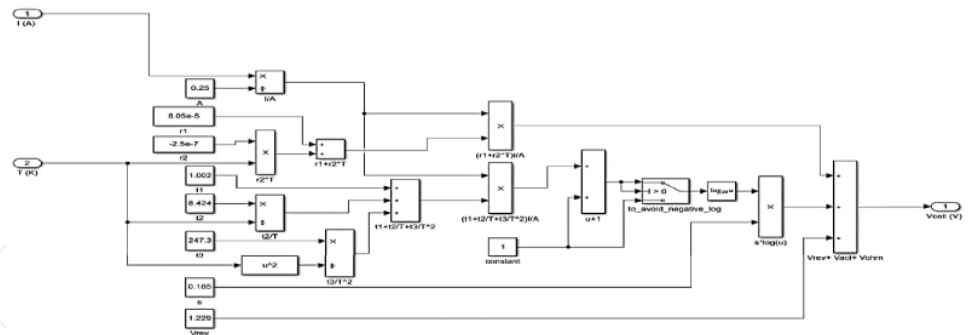 1
I (A)
0.25
A
I/A
8.05e-5
r1
-2.5e-7
r2
r2*T
r1+r2*T
(r1+r2*T)I/A
2
T (K)
1.002
t1
8.424
t2
t2/T
t1+t2/T+t3/T^2
(t1+t2/T+t3/T^2)I/A
247.3
t3
u^2
t3/T^2
1
constant
u+1
> 0
to_avoid_negative_log
s*log(u)
0.185
s
1.229
Vrev
Vrev+ Vact+ Vohm
1
Vcell (V)